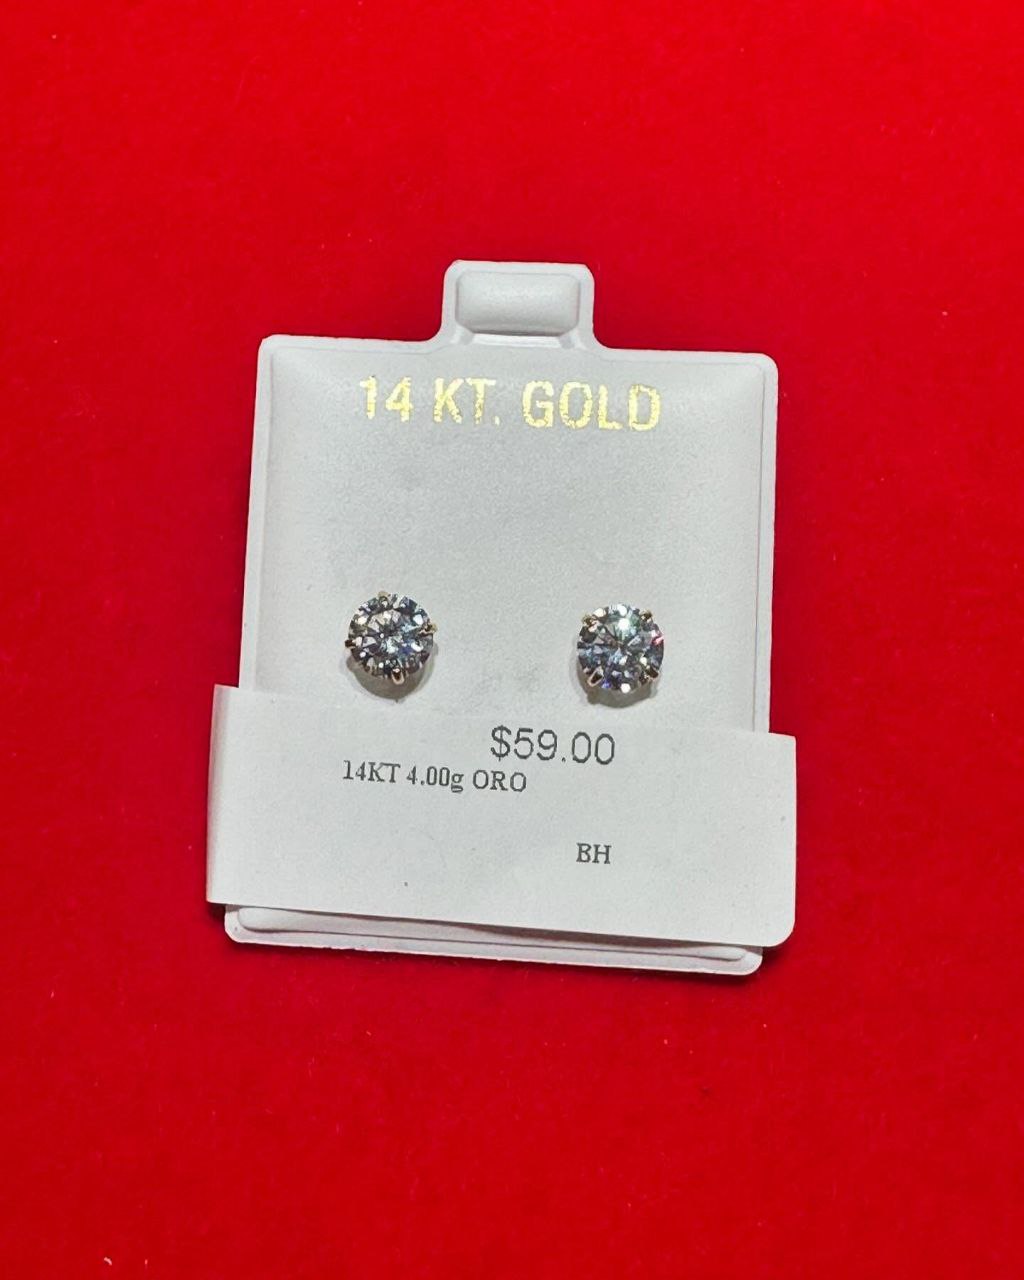 14 KT. GOLD
$59.00
14KT 4.00g ORO
BH